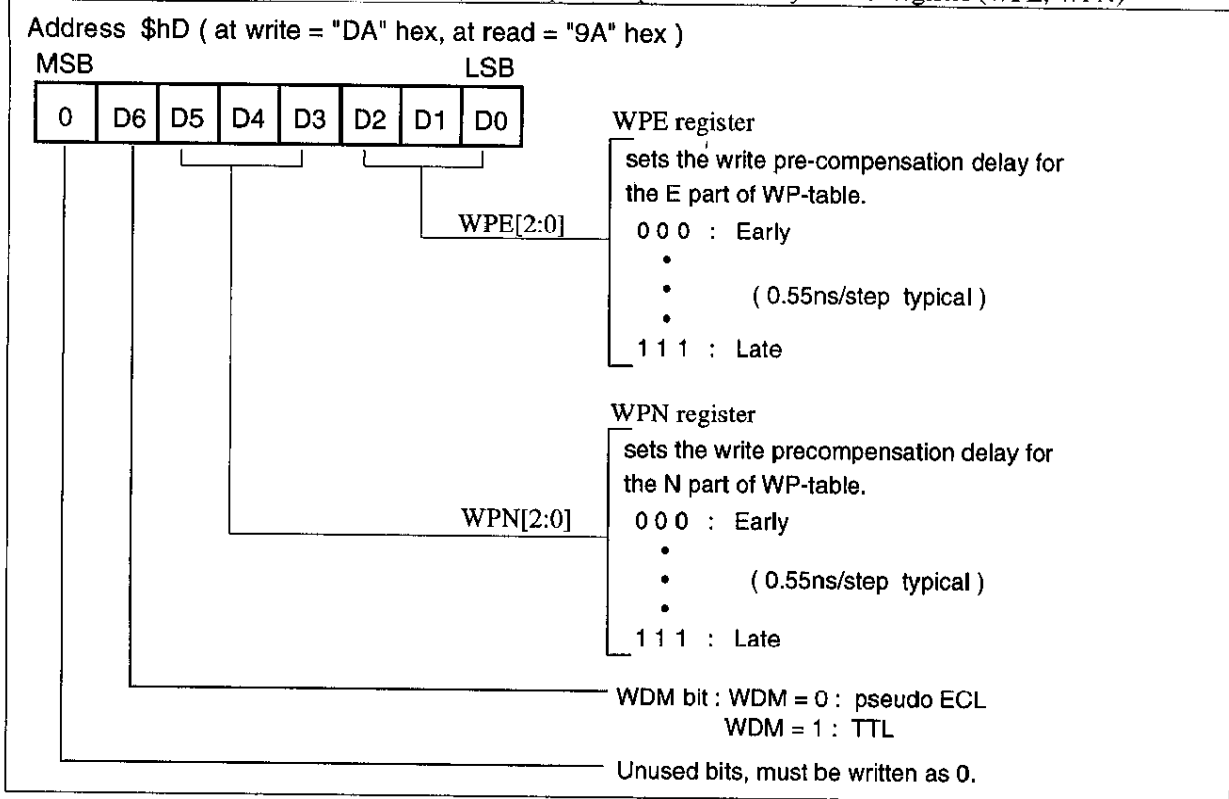 Address $hD ( at write = "DA" hex, at read = "9A" hex )
MSB LSB
0 D6 D5 D4 D3 D2 D1 D0
WPE register
sets the write pre-compensation delay for
the E part of WP-table.
WPE[2:0]
0 0 0 : Early
•
• ( 0.55ns/step typical )
•
1 1 1 : Late
WPN register
sets the write precompensation delay for
the N part of WP-table.
WPN[2:0]
0 0 0 : Early
•
• ( 0.55ns/step typical )
•
1 1 1 : Late
WDM bit : WDM = 0 : pseudo ECL
WDM = 1 : TTL
Unused bits, must be written as 0.